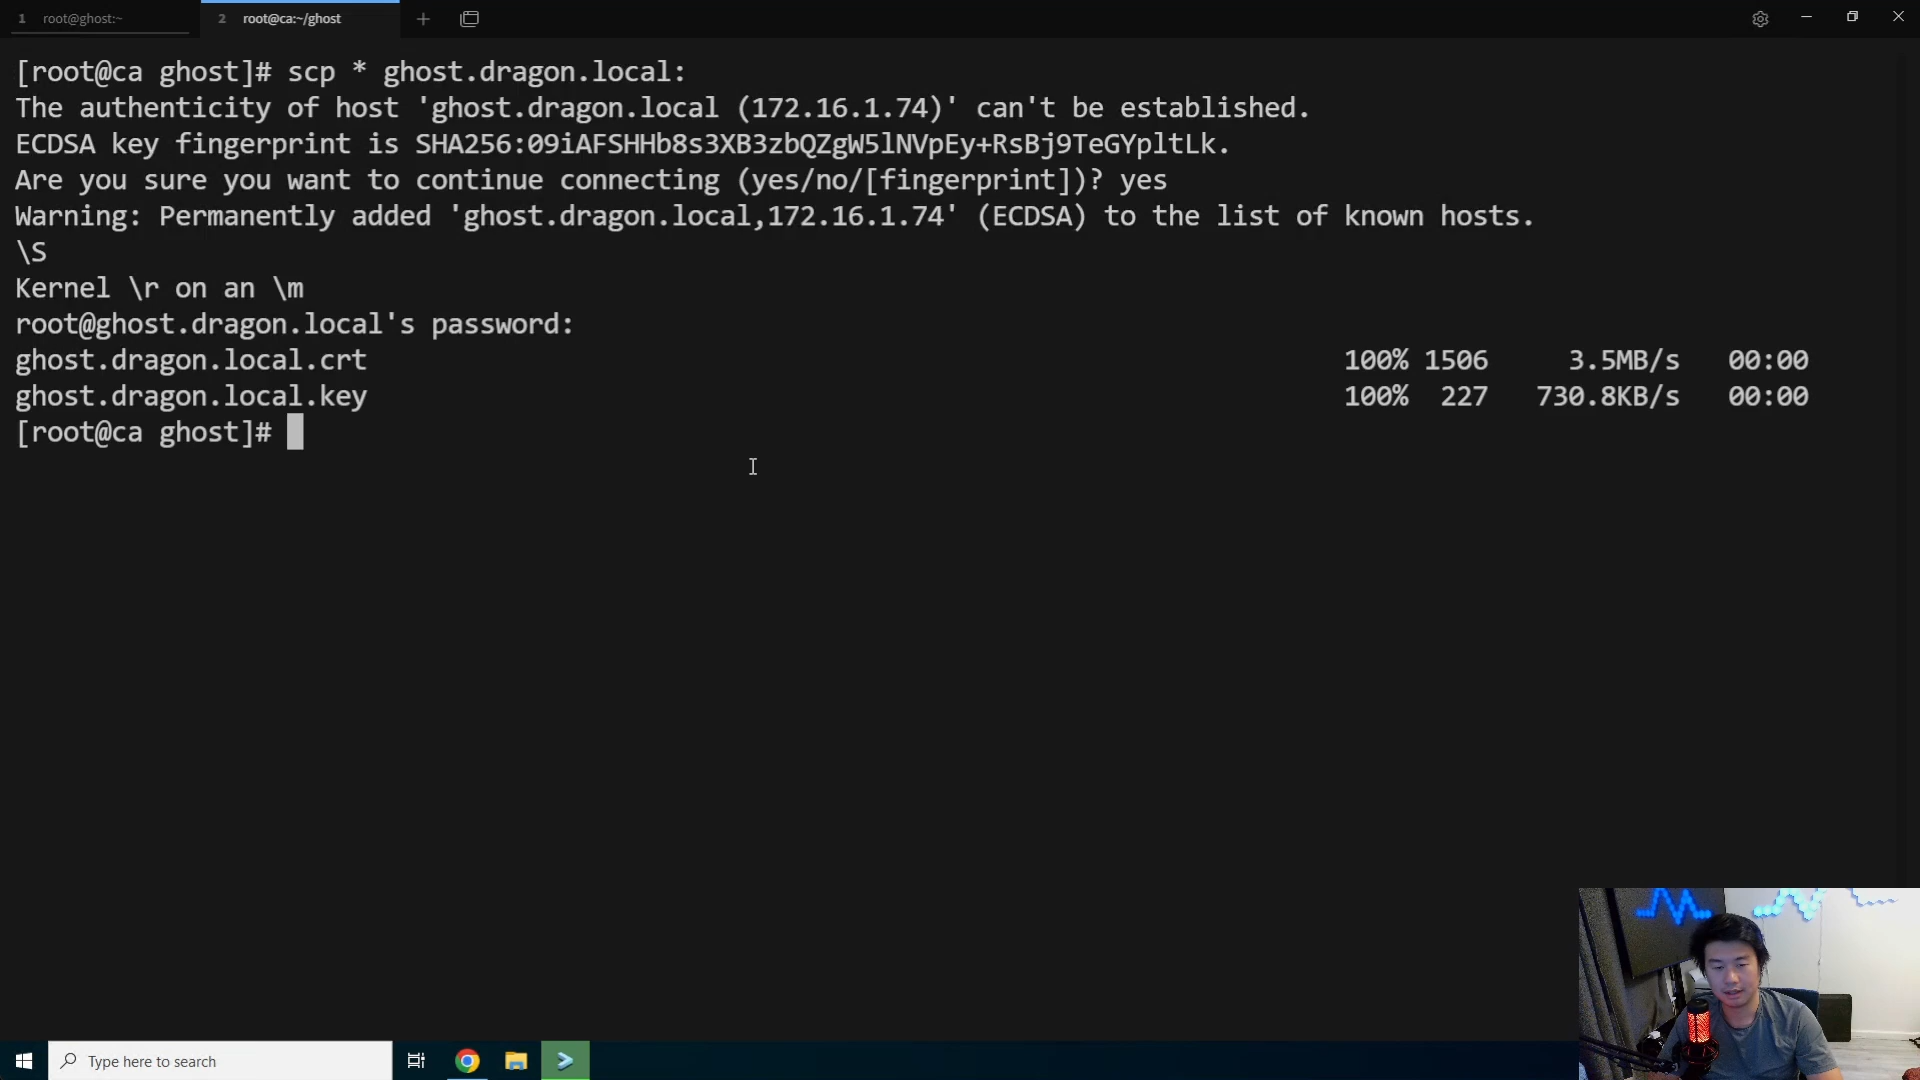 1 root@ghost:~
2 root@ca:~/ghost
[root@ca ghost]# scp * ghost.dragon.local:
The authenticity of host 'ghost.dragon.local (172.16.1.74)' can't be established.
ECDSA key fingerprint is SHA256:09iAFSHHb8s3XB3zbQZgW5lNVpEy+RsBj9TeGYpltLk.
Are you sure you want to continue connecting (yes/no/[fingerprint])? yes
Warning: Permanently added 'ghost.dragon.local,172.16.1.74' (ECDSA) to the list of known hosts.
\S
Kernel \r on an \m
root@ghost.dragon.local's password:
ghost.dragon.local.crt 100% 1506 3.5MB/s 00:00
ghost.dragon.local.key 100% 227 730.8KB/s 00:00
[root@ca ghost]#
Type here to search